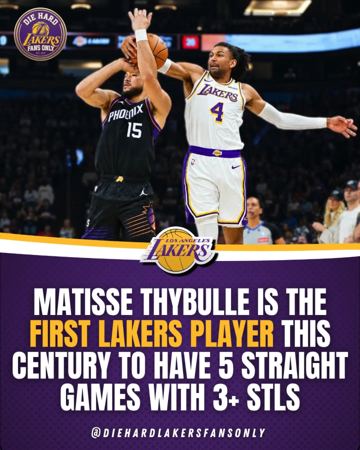 DIE HARD
LAKERS
FANS ONLY
PHOENIX
15
LAKERS
4
LOS ANGELES
LAKERS
MATISSE THYBULLE IS THE
FIRST LAKERS PLAYER THIS
CENTURY TO HAVE 5 STRAIGHT
GAMES WITH 3+ STLS
@DIEHARDLAKERSFANSONLY